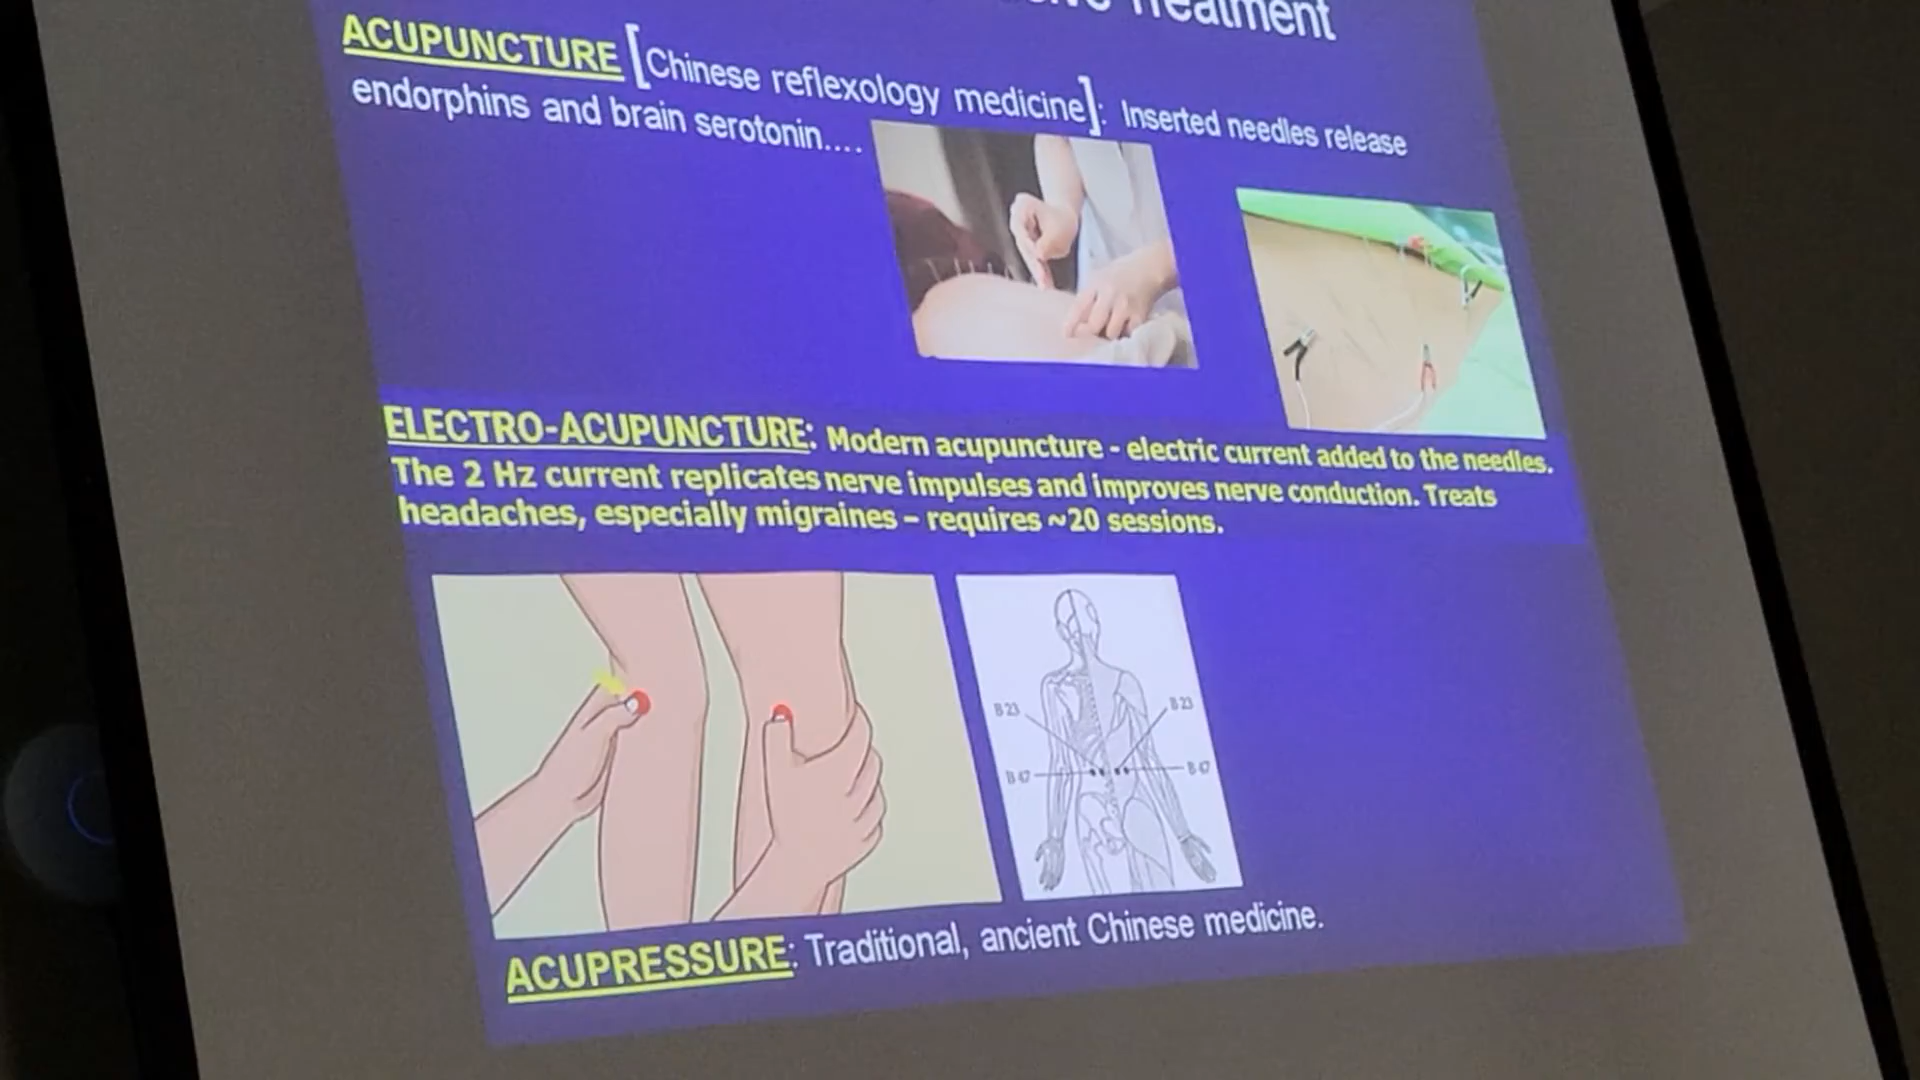 Treatment
ACUPUNCTURE [Chinese reflexology medicine]: Inserted needles release
endorphins and brain serotonin....
ELECTRO-ACUPUNCTURE: Modern acupuncture - electric current added to the needles.
The 2 Hz current replicates nerve impulses and improves nerve conduction. Treats
headaches, especially migraines – requires ~20 sessions.
B 23
B 23
B 47
B 47
ACUPRESSURE: Traditional, ancient Chinese medicine.